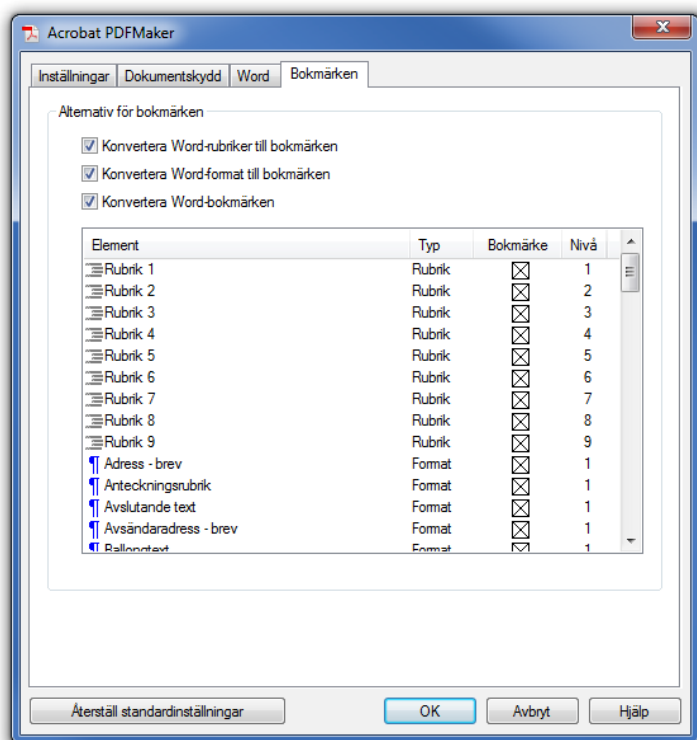 Acrobat PDFMaker
Inställningar Dokumentskydd Word Bokmärken
Alternativ för bokmärken
Konvertera Word-rubriker till bokmärken
Konvertera Word-format till bokmärken
Konvertera Word-bokmärken
Element Typ Bokmärke Nivå
Rubrik 1 Rubrik 1
Rubrik 2 Rubrik 2
Rubrik 3 Rubrik 3
Rubrik 4 Rubrik 4
Rubrik 5 Rubrik 5
Rubrik 6 Rubrik 6
Rubrik 7 Rubrik 7
Rubrik 8 Rubrik 8
Rubrik 9 Rubrik 9
¶ Adress - brev Format 1
¶ Anteckningsrubrik Format 1
¶ Avslutande text Format 1
¶ Avsändaradress - brev Format 1
¶ Ballongtext Format 1
Återställ standardinställningar OK Avbryt Hjälp